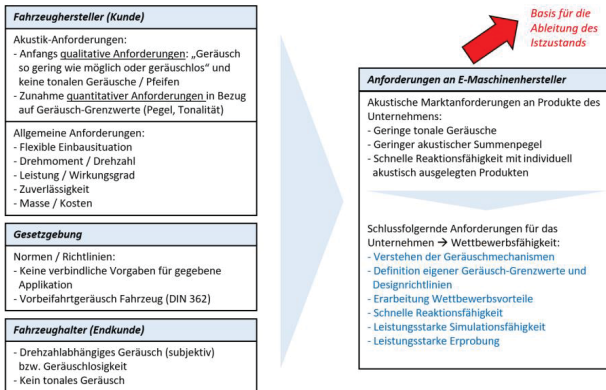 Fahrzeughersteller (Kunde)
Akustik-Anforderungen:
- Anfangs qualitative Anforderungen: „Geräusch
so gering wie möglich oder geräuschlos" und
keine tonalen Geräusche / Pfeifen
- Zunahme quantitativer Anforderungen in Bezug
auf Geräusch-Grenzwerte (Pegel, Tonalität)
Allgemeine Anforderungen:
- Flexible Einbausituation
- Drehmoment / Drehzahl
- Leistung / Wirkungsgrad
- Zuverlässigkeit
- Masse / Kosten
Gesetzgebung
Normen / Richtlinien:
- Keine verbindliche Vorgaben für gegebene
Applikation
- Vorbeifahrtgeräusch Fahrzeug (DIN 362)
Fahrzeughalter (Endkunde)
- Drehzahlabhängiges Geräusch (subjektiv)
bzw. Geräuschlosigkeit
- Kein tonales Geräusch
Basis für die
Ableitung des
Istzustands
Anforderungen an E-Maschinenhersteller
Akustische Marktanforderungen an Produkte des
Unternehmens:
- Geringe tonale Geräusche
- Geringer akustischer Summenpegel
- Schnelle Reaktionsfähigkeit mit individuell
akustisch ausgelegten Produkten
Schlussfolgernde Anforderungen für das
Unternehmen → Wettbewerbsfähigkeit:
- Verstehen der Geräuschmechanismen
- Definition eigener Geräusch-Grenzwerte und
Designrichtlinien
- Erarbeitung Wettbewerbsvorteile
- Schnelle Reaktionsfähigkeit
- Leistungsstarke Simulationsfähigkeit
- Leistungsstarke Erprobung